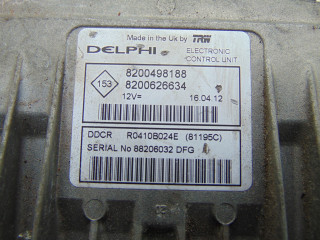 Made in the Uk by TRW
DELPHI ELECTRONIC CONTROL UNIT
153
8200498188
8200626634
12V= 16.04.12
DDCR R0410B024E (81195C)
SERIAL No 88206032 DFG